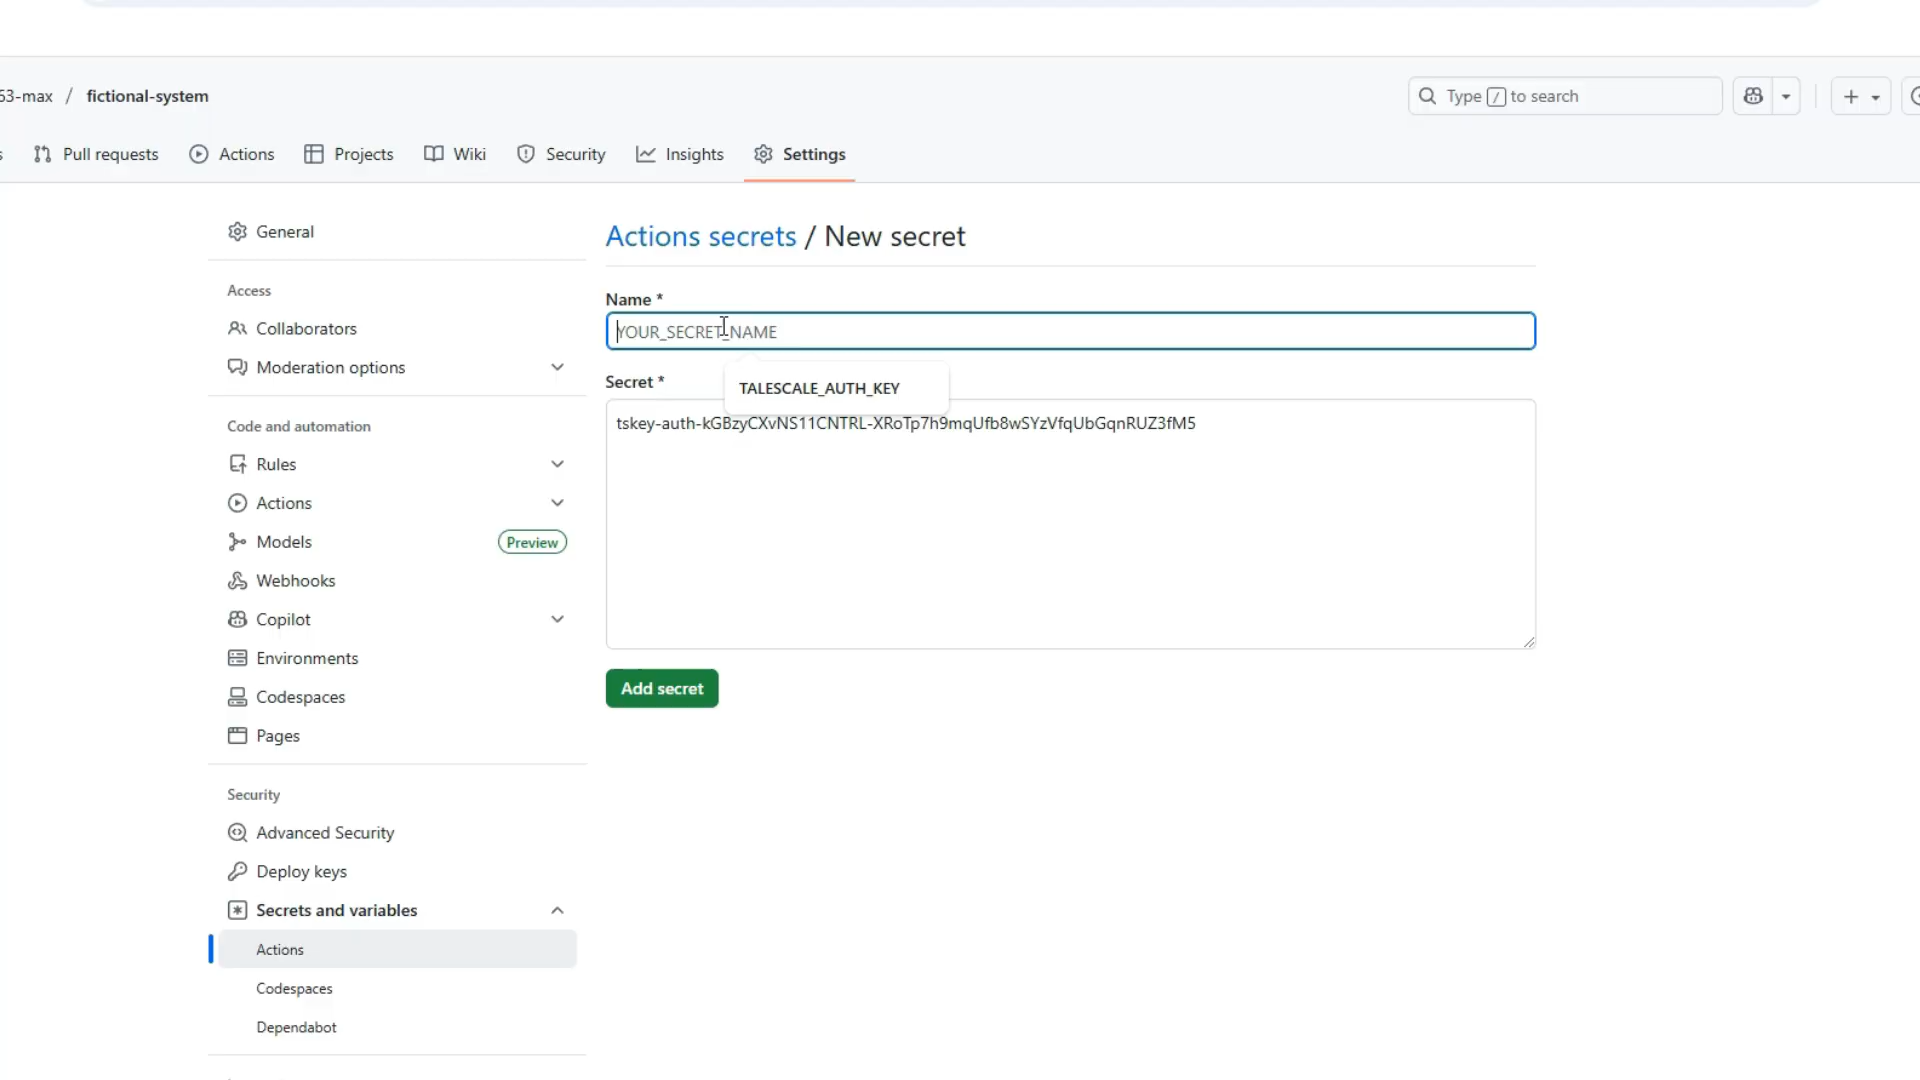 53-max / fictional-system
Type / to search
Pull requests
Actions
Projects
Wiki
Security
Insights
Settings
General
Access
Collaborators
Moderation options
Code and automation
Rules
Actions
Models
Preview
Webhooks
Copilot
Environments
Codespaces
Pages
Security
Advanced Security
Deploy keys
Secrets and variables
Actions
Codespaces
Dependabot
Actions secrets / New secret
Name *
YOUR_SECRET_NAME
TALESCALE_AUTH_KEY
Secret *
tskey-auth-kGBzyCXvNS11CNTRL-XRoTp7h9mqUfb8wSYzVfqUbGqnRUZ3fM5
Add secret